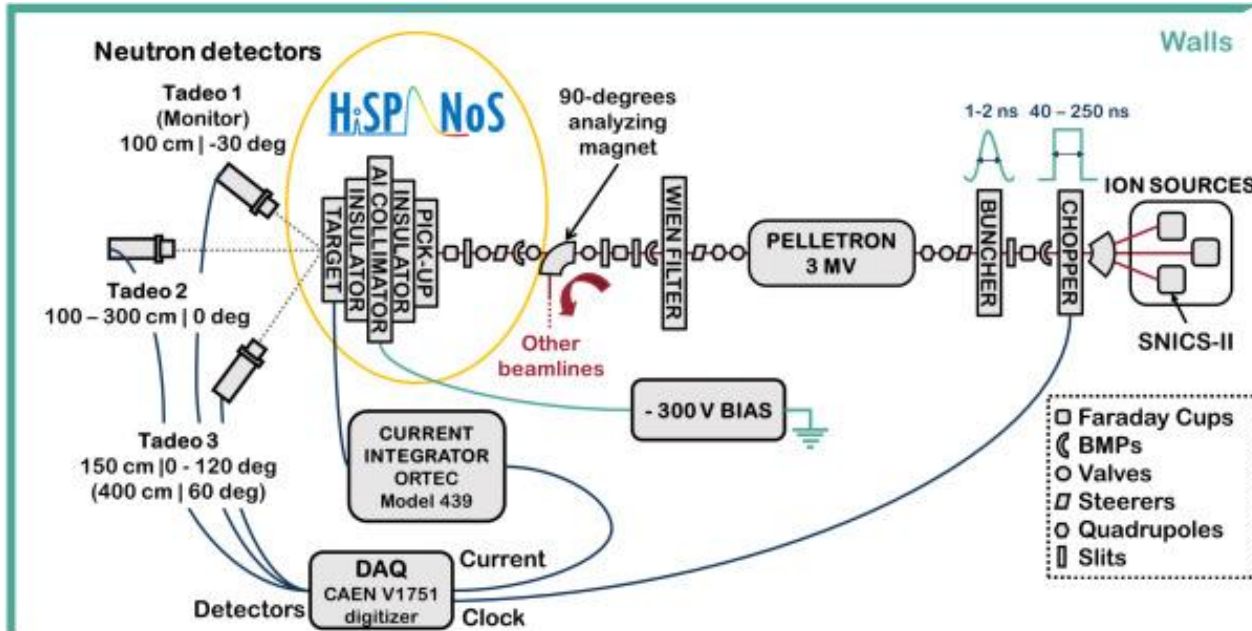 Walls
Neutron detectors
Tadeo 1
(Monitor)
100 cm | -30 deg
HiSPANoS
90-degrees
analyzing
magnet
1-2 ns
40 – 250 ns
ION SOURCES
TARGET
INSULATOR
Al COLLIMATOR
INSULATOR
PICK-UP
WIEN FILTER
PELLETRON
3 MV
BUNCHER
CHOPPER
SNICS-II
Tadeo 2
100 – 300 cm | 0 deg
Other
beamlines
- 300 V BIAS
Tadeo 3
150 cm |0 - 120 deg
(400 cm | 60 deg)
CURRENT
INTEGRATOR
ORTEC
Model 439
Faraday Cups
BMPs
Valves
Steerers
Quadrupoles
Slits
Detectors
DAQ
CAEN V1751
digitizer
Current
Clock